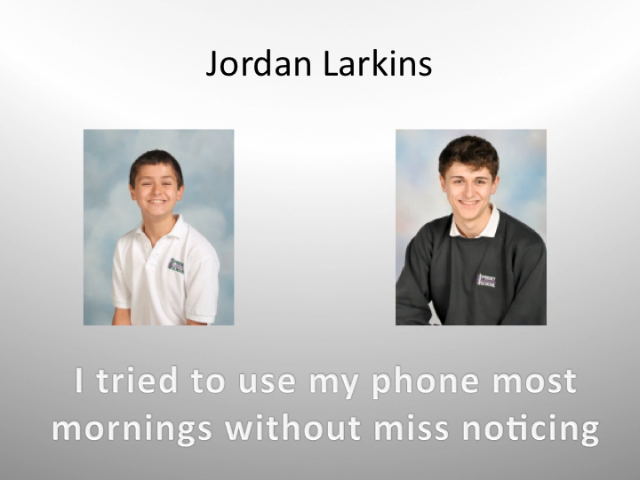 Jordan Larkins
I tried to use my phone most
mornings without miss noticing